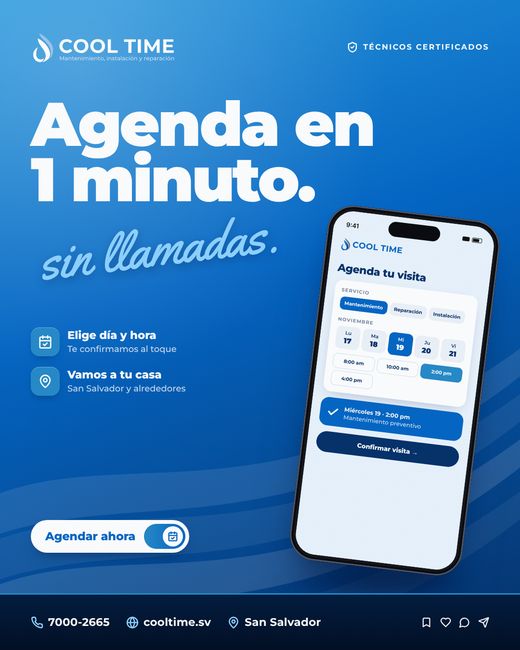 COOL TIME
Mantenimiento, instalación y reparación
TÉCNICOS CERTIFICADOS
Agenda en
1 minuto.
sin llamadas.
Elige día y hora
Te confirmamos al toque
Vamos a tu casa
San Salvador y alrededores
Agendar ahora
9:41
COOL TIME
Agenda tu visita
SERVICIO
Mantenimiento Reparación Instalación
NOVIEMBRE
Lu Ma Mi Ju Vi
17 18 19 20 21
8:00 am 10:00 am 2:00 pm
4:00 pm
Miércoles 19 · 2:00 pm
Mantenimiento preventivo
Confirmar visita →
7000-2665 cooltime.sv San Salvador